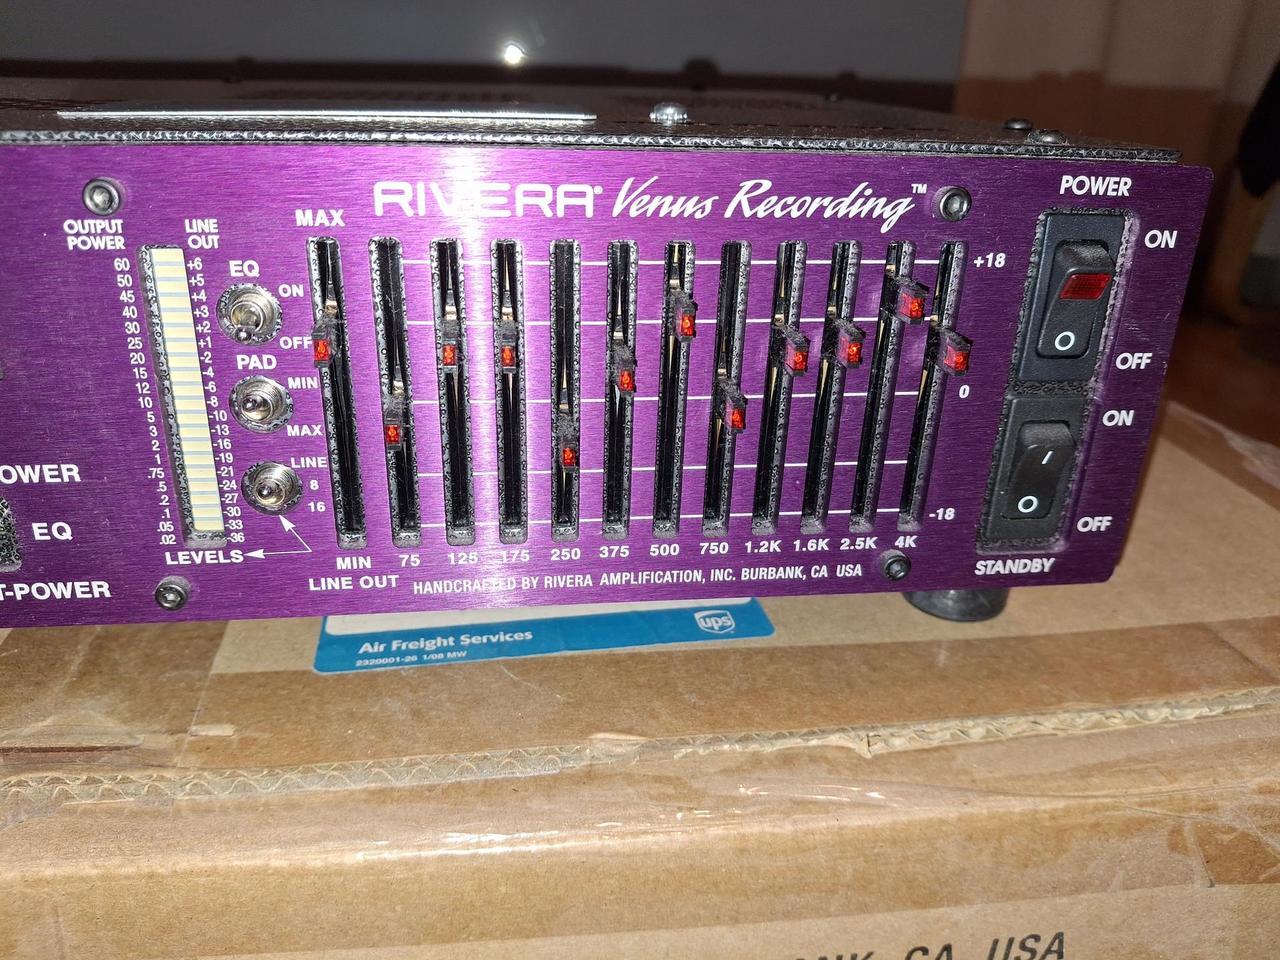 RIVERA® Venus Recording™
POWER
ON
OFF
ON
OFF
STANDBY
OUTPUT POWER
LINE OUT
60
50
45
40
30
25
20
15
12
10
5
3
2
1
.75
.5
.2
.1
.05
.02
+6
+5
+4
+3
+2
+1
-2
-4
-6
-8
-10
-13
-16
-19
-21
-24
-27
-30
-33
-36
LEVELS
EQ
ON
OFF
PAD
MIN
MAX
LINE
8
16
MAX
+18
0
-18
MIN 75 125 175 250 375 500 750 1.2K 1.6K 2.5K 4K
LINE OUT
HANDCRAFTED BY RIVERA AMPLIFICATION, INC. BURBANK, CA USA
OWER
EQ
T-POWER
Air Freight Services
ups
2320001-26 1/08 MW
ANK, CA USA